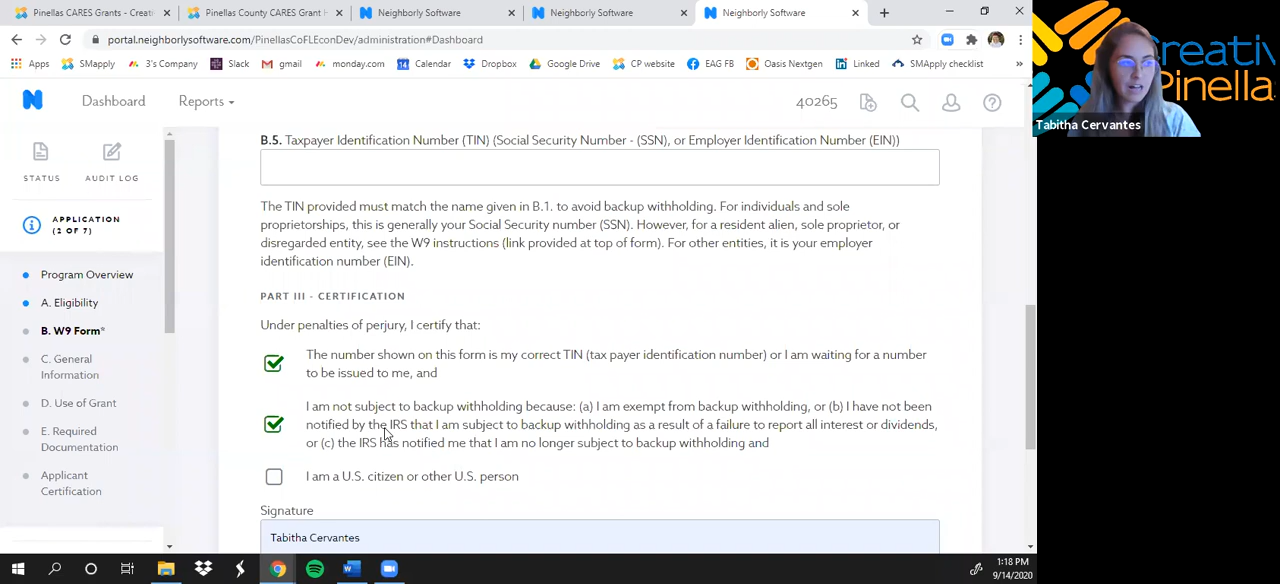 Pinellas CARES Grants - Creati
Pinellas County CARES Grant H
Neighborly Software
Neighborly Software
Neighborly Software
portal.neighborlysoftware.com/PinellasCoFLEconDev/administration#Dashboard
Apps
SMapply
3's Company
Slack
gmail
monday.com
Calendar
Dropbox
Google Drive
CP website
EAG FB
Oasis Nextgen
Linked
SMApply checklist
»
Dashboard
Reports
40265
STATUS
AUDIT LOG
APPLICATION
(2 OF 7)
Program Overview
A. Eligibility
B. W9 Form*
C. General
Information
D. Use of Grant
E. Required
Documentation
Applicant
Certification
B.5. Taxpayer Identification Number (TIN) (Social Security Number - (SSN), or Employer Identification Number (EIN))
The TIN provided must match the name given in B.1. to avoid backup withholding. For individuals and sole
proprietorships, this is generally your Social Security number (SSN). However, for a resident alien, sole proprietor, or
disregarded entity, see the W9 instructions (link provided at top of form). For other entities, it is your employer
identification number (EIN).
PART III - CERTIFICATION
Under penalties of perjury, I certify that:
The number shown on this form is my correct TIN (tax payer identification number) or I am waiting for a number
to be issued to me, and
I am not subject to backup withholding because: (a) I am exempt from backup withholding, or (b) I have not been
notified by the IRS that I am subject to backup withholding as a result of a failure to report all interest or dividends,
or (c) the IRS has notified me that I am no longer subject to backup withholding and
I am a U.S. citizen or other U.S. person
Signature
Tabitha Cervantes
1:18 PM
9/14/2020
Creativ
Pinella
Tabitha Cervantes